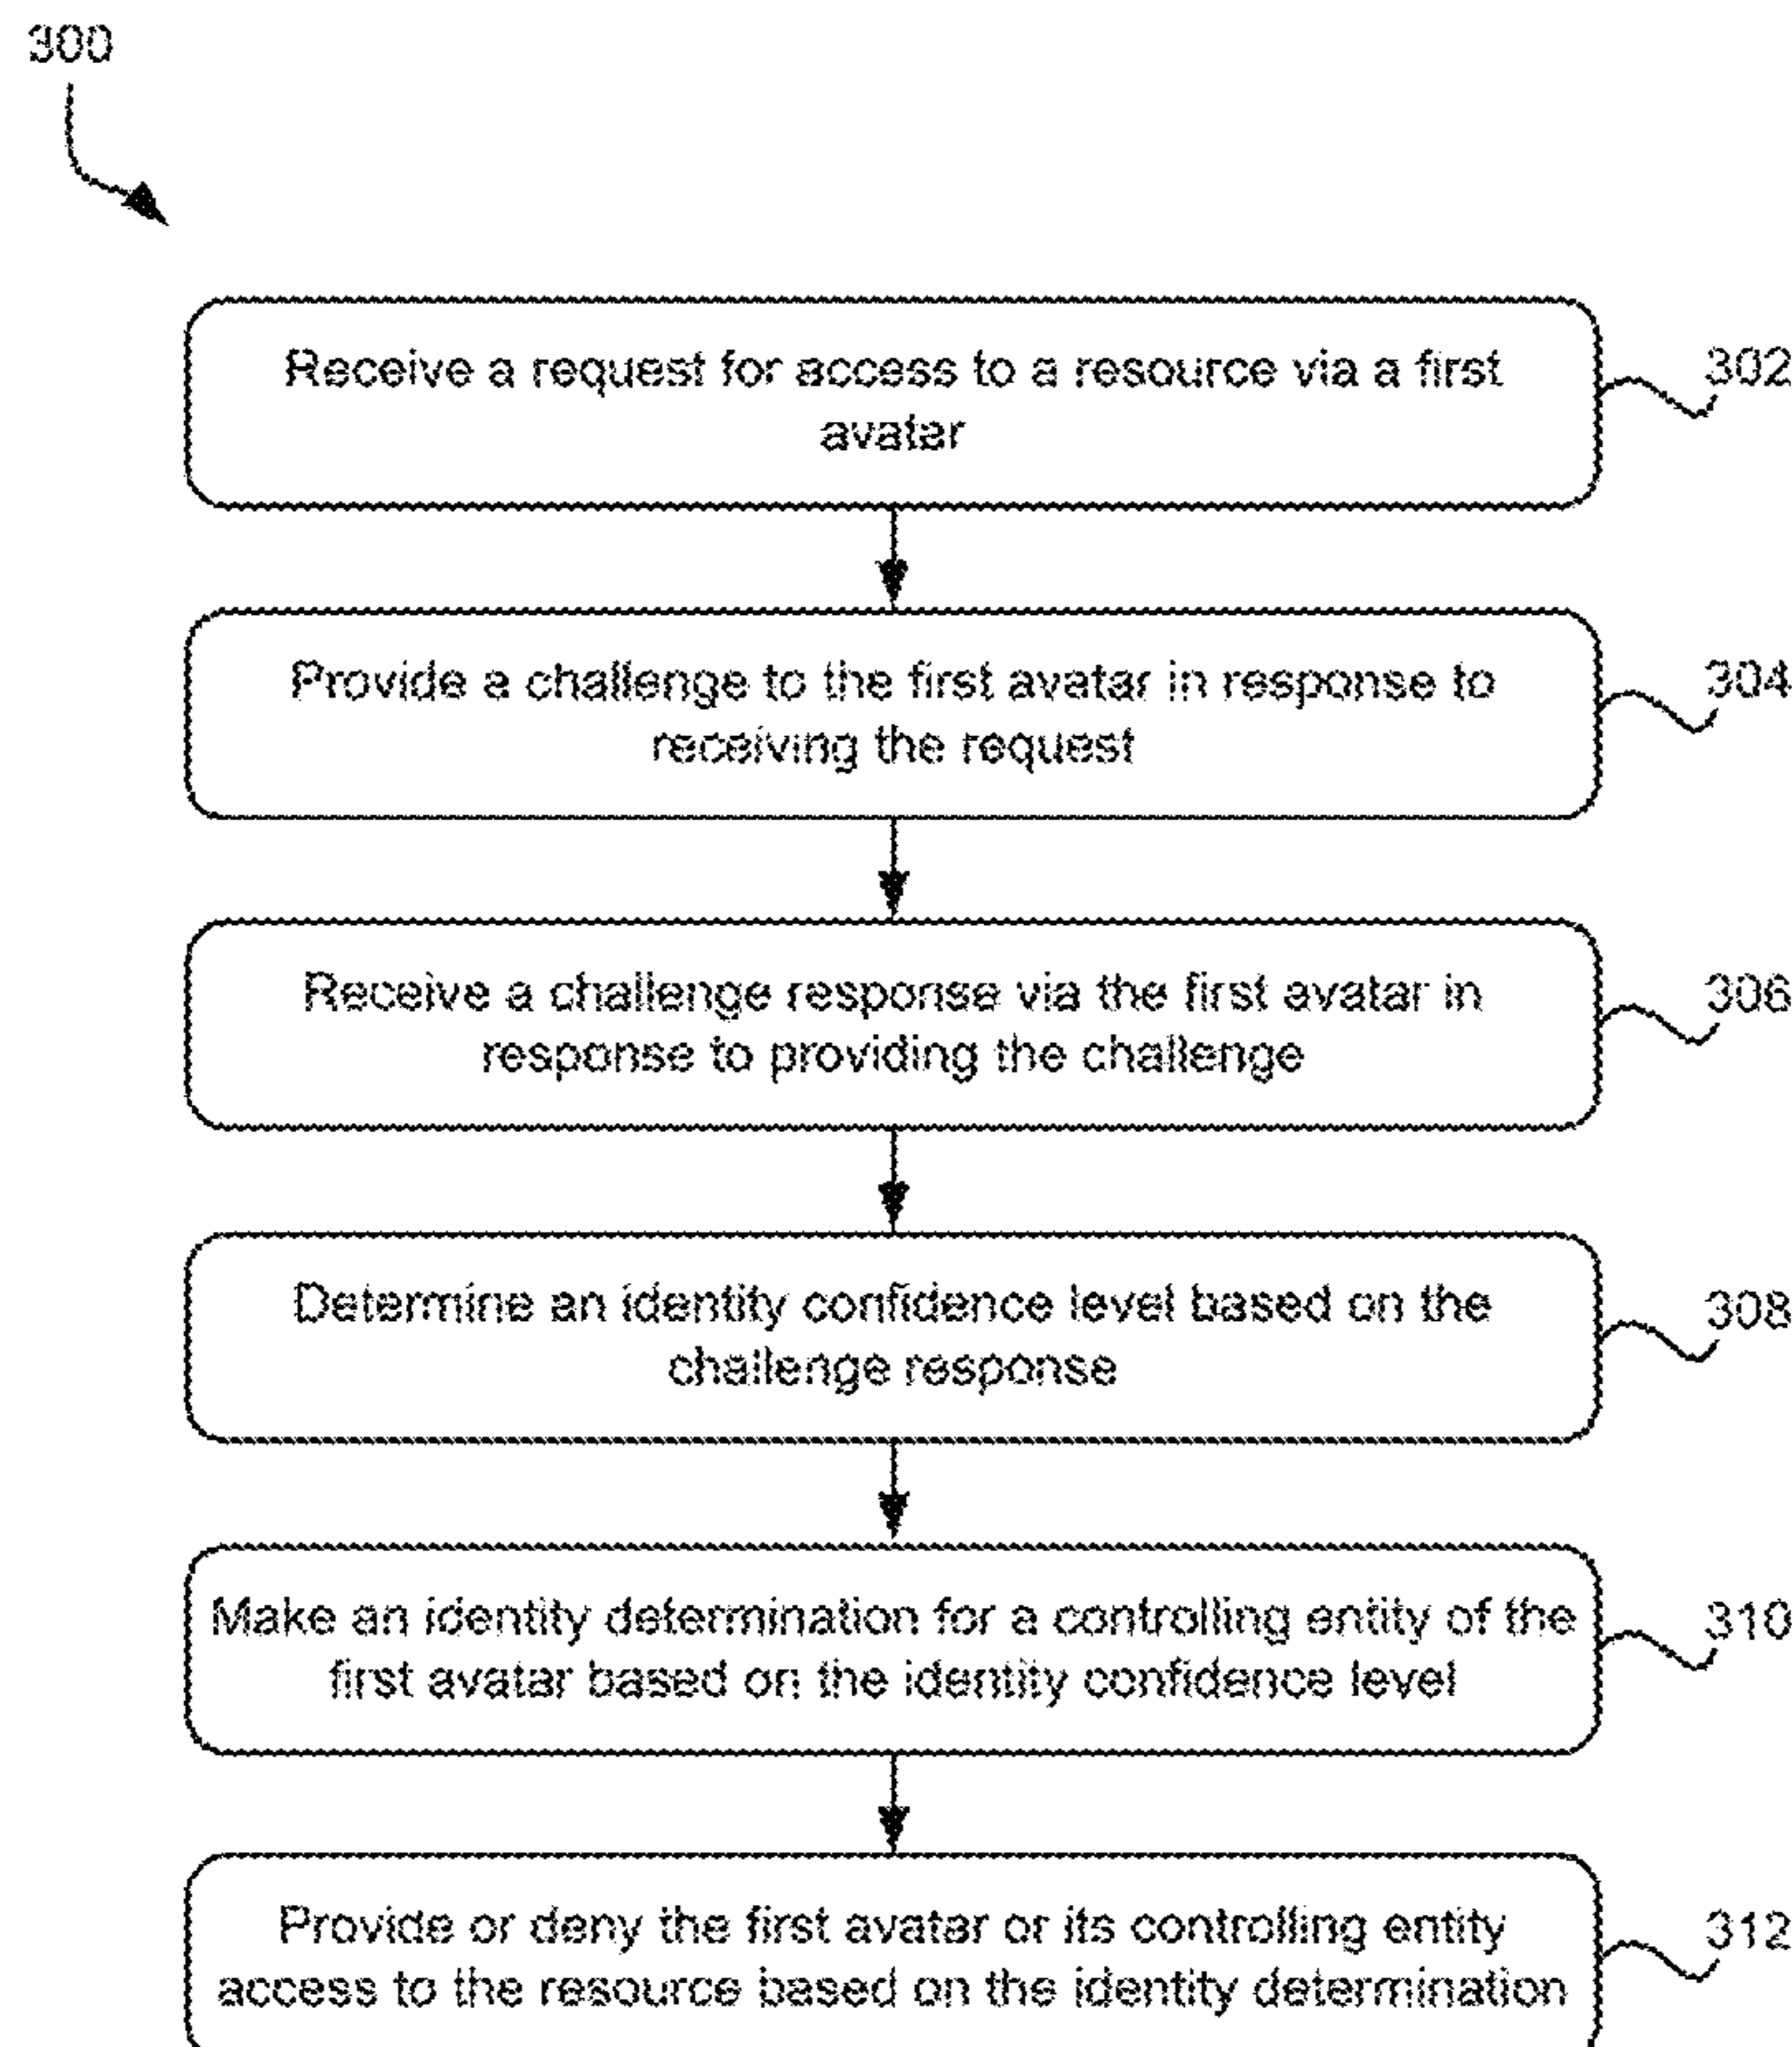 300
Receive a request for access to a resource via a first
avatar
302
Provide a challenge to the first avatar in response to
receiving the request
304
Receive a challenge response via the first avatar in
response to providing the challenge
306
Determine an identity confidence level based on the
challenge response
308
Make an identity determination for a controlling entity of the
first avatar based on the identity confidence level
310
Provide or deny the first avatar or its controlling entity
access to the resource based on the identity determination
312